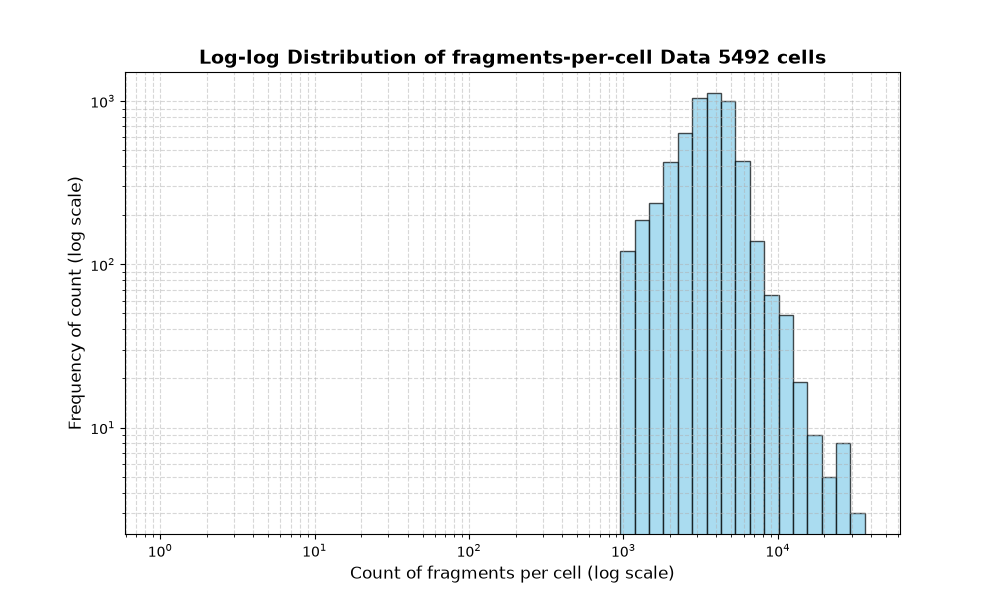 Log-log Distribution of fragments-per-cell Data 5492 cells
Frequency of count (log scale)
10³
10²
10¹
10⁰ 10¹ 10² 10³ 10⁴
Count of fragments per cell (log scale)